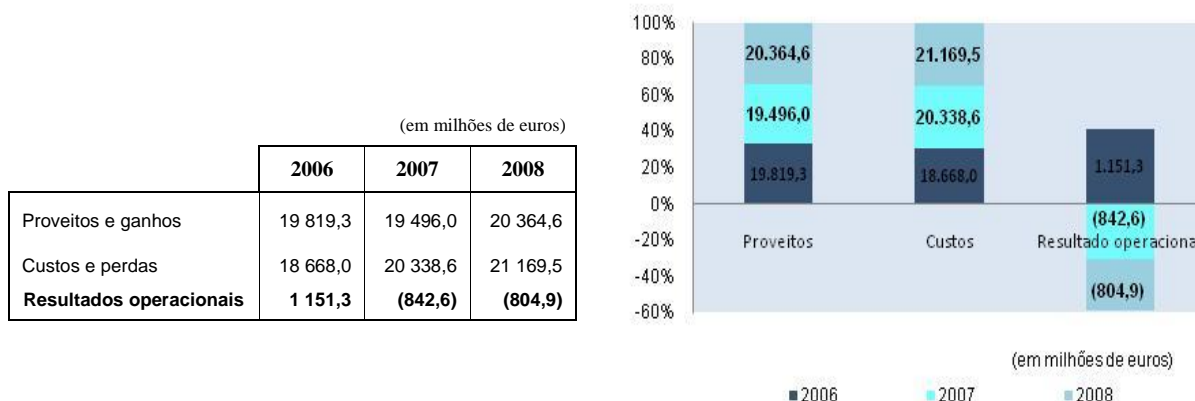 (em milhões de euros)
2006 2007 2008
Proveitos e ganhos 19 819,3 19 496,0 20 364,6
Custos e perdas 18 668,0 20 338,6 21 169,5
Resultados operacionais 1 151,3 (842,6) (804,9)
100%
80%
60%
40%
20%
0%
-20%
-40%
-60%
20.364,6 21.169,5
19.496,0 20.338,6
19.819,3 18.668,0 1.151,3
(842,6)
Proveitos Custos Resultado operaciona
(804,9)
(em milhões de euros)
2006 2007 2008